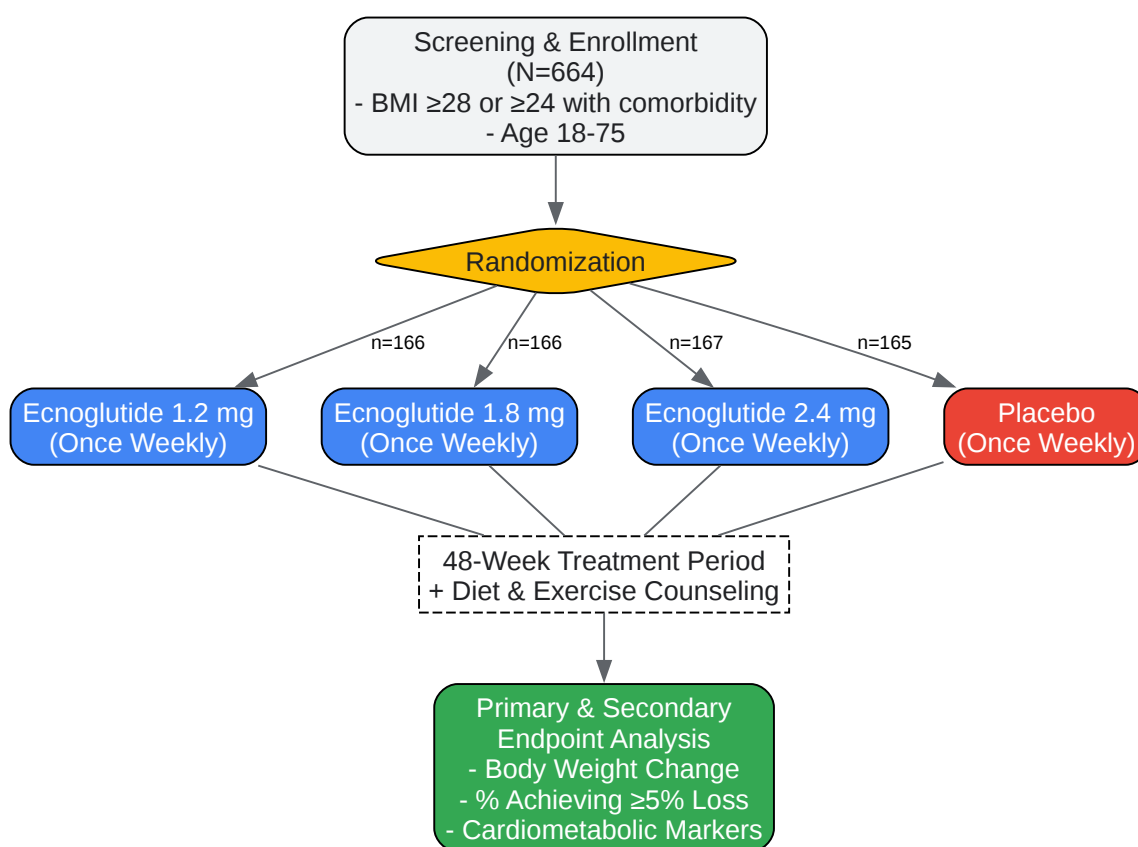 Screening & Enrollment
(N=664)
- BMI ≥28 or ≥24 with comorbidity
- Age 18-75
Randomization
n=166
n=166
n=167
n=165
Ecnoglutide 1.2 mg
(Once Weekly)
Ecnoglutide 1.8 mg
(Once Weekly)
Ecnoglutide 2.4 mg
(Once Weekly)
Placebo
(Once Weekly)
48-Week Treatment Period
+ Diet & Exercise Counseling
Primary & Secondary
Endpoint Analysis
- Body Weight Change
- % Achieving ≥5% Loss
- Cardiometabolic Markers